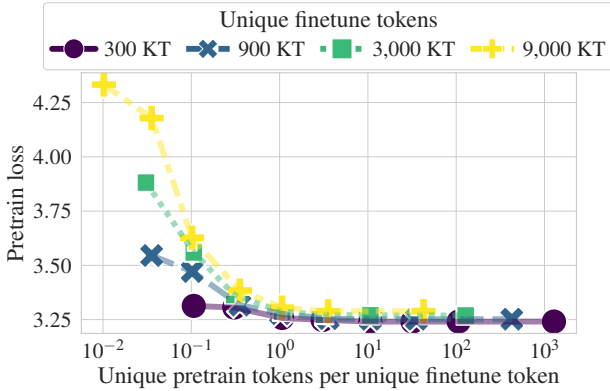 Unique finetune tokens
300 KT 900 KT 3,000 KT 9,000 KT
Pretrain loss
4.25
4.00
3.75
3.50
3.25
10⁻² 10⁻¹ 10⁰ 10¹ 10² 10³
Unique pretrain tokens per unique finetune token